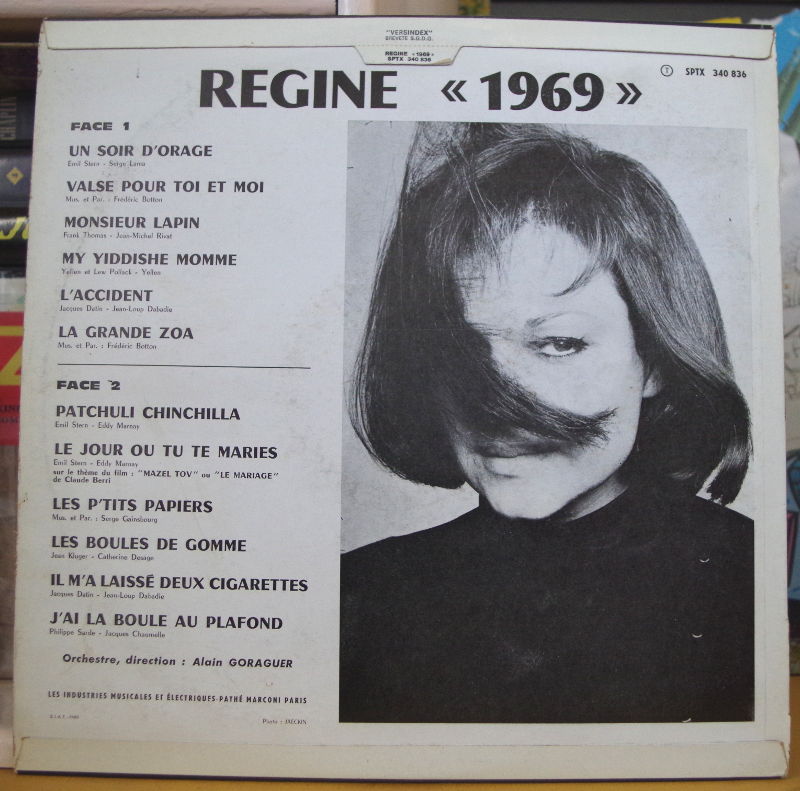 "VERSINDEX"
BREVETE S.G.D.G.
REGINE «1969»
SPTX 340 836
REGINE « 1969 »
T SPTX 340 836
FACE 1
UN SOIR D'ORAGE
Emil Stern - Serge Lama
VALSE POUR TOI ET MOI
Mus. et Par. : Frédéric Botton
MONSIEUR LAPIN
Frank Thomas - Jean-Michel Rivat
MY YIDDISHE MOMME
Yellen et Lew Pollack - Yellen
L'ACCIDENT
Jacques Datin - Jean-Loup Dabadie
LA GRANDE ZOA
Mus. et Par. : Frédéric Botton
FACE 2
PATCHULI CHINCHILLA
Emil Stern - Eddy Marnay
LE JOUR OU TU TE MARIES
Emil Stern - Eddy Marnay
sur le thème du film : "MAZEL TOV" ou "LE MARIAGE"
de Claude Berri
LES P'TITS PAPIERS
Mus. et Par. : Serge Gainsbourg
LES BOULES DE GOMME
Jean Kluger - Catherine Desage
IL M'A LAISSÉ DEUX CIGARETTES
Jacques Datin - Jean-Loup Dabadie
J'AI LA BOULE AU PLAFOND
Philippe Sarde - Jacques Chaumelle
Orchestre, direction : Alain GORAGUER
LES INDUSTRIES MUSICALES ET ÉLECTRIQUES-PATHÉ MARCONI PARIS
Photo : JAECKIN